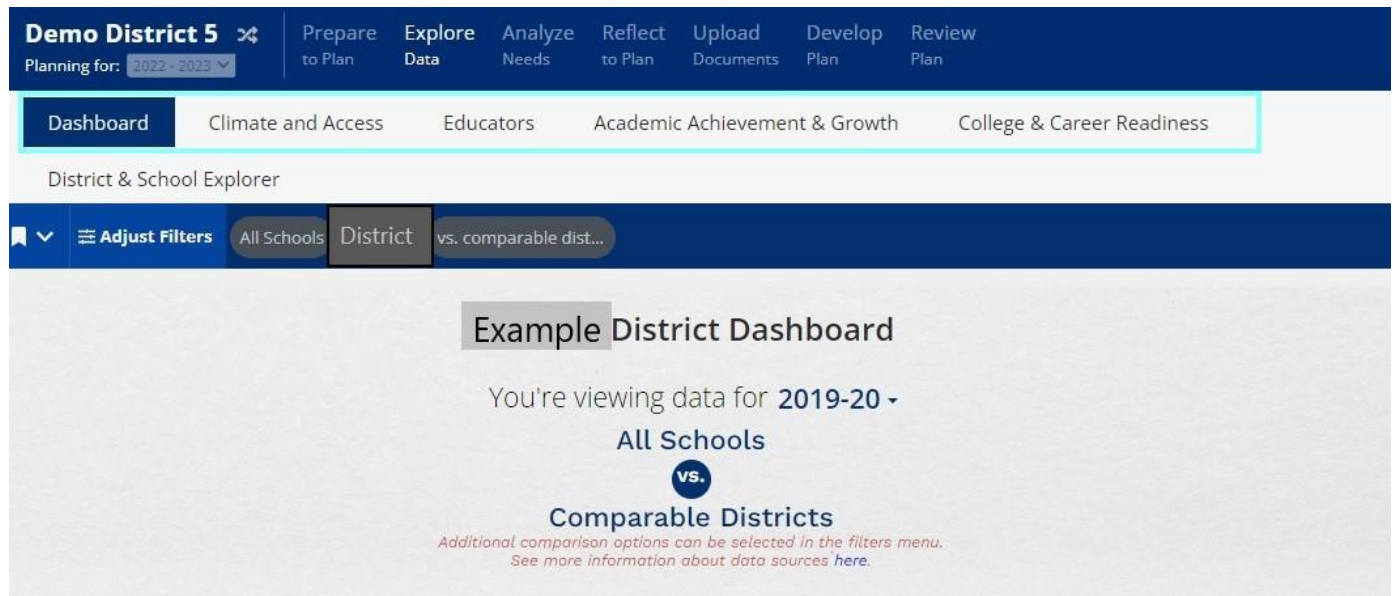 Demo District 5
Planning for: 2022 - 2023
Prepare to Plan
Explore Data
Analyze Needs
Reflect to Plan
Upload Documents
Develop Plan
Review Plan
Dashboard Climate and Access Educators Academic Achievement & Growth College & Career Readiness
District & School Explorer
Adjust Filters All Schools District vs. comparable dist...
Example District Dashboard
You're viewing data for 2019-20
All Schools
vs.
Comparable Districts
Additional comparison options can be selected in the filters menu.
See more information about data sources here.